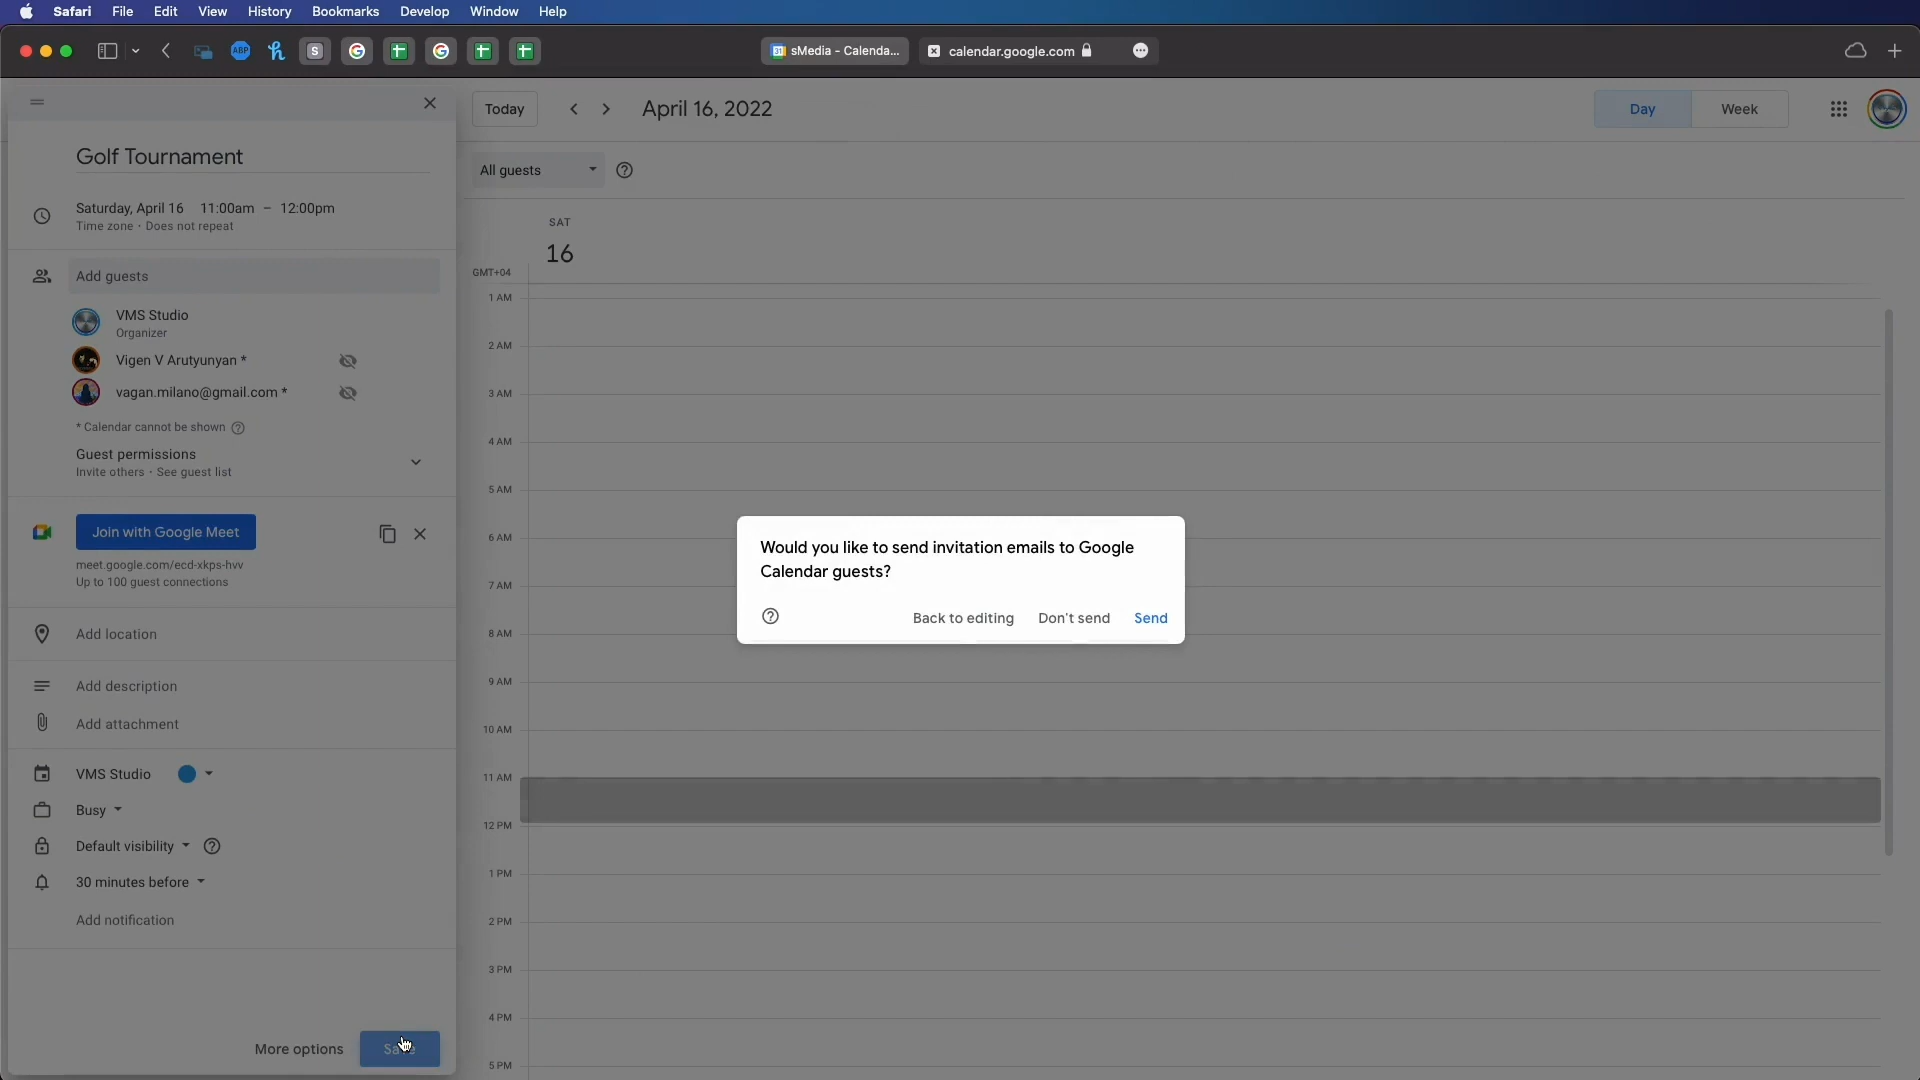 Safari File Edit View History Bookmarks Develop Window Help
ABP
S
31 sMedia - Calenda...
calendar.google.com
Today
April 16, 2022
Day
Week
Golf Tournament
Saturday, April 16 11:00am – 12:00pm
Time zone · Does not repeat
Add guests
VMS Studio
Organizer
Vigen V Arutyunyan *
vagan.milano@gmail.com *
* Calendar cannot be shown
Guest permissions
Invite others · See guest list
Join with Google Meet
meet.google.com/ecd-xkps-hvv
Up to 100 guest connections
Add location
Add description
Add attachment
VMS Studio
Busy
Default visibility
30 minutes before
Add notification
More options
All guests
SAT
16
GMT+04
1 AM
2 AM
3 AM
4 AM
5 AM
6 AM
7 AM
8 AM
9 AM
10 AM
11 AM
12 PM
1 PM
2 PM
3 PM
4 PM
5 PM
Would you like to send invitation emails to Google
Calendar guests?
Back to editing
Don't send
Send